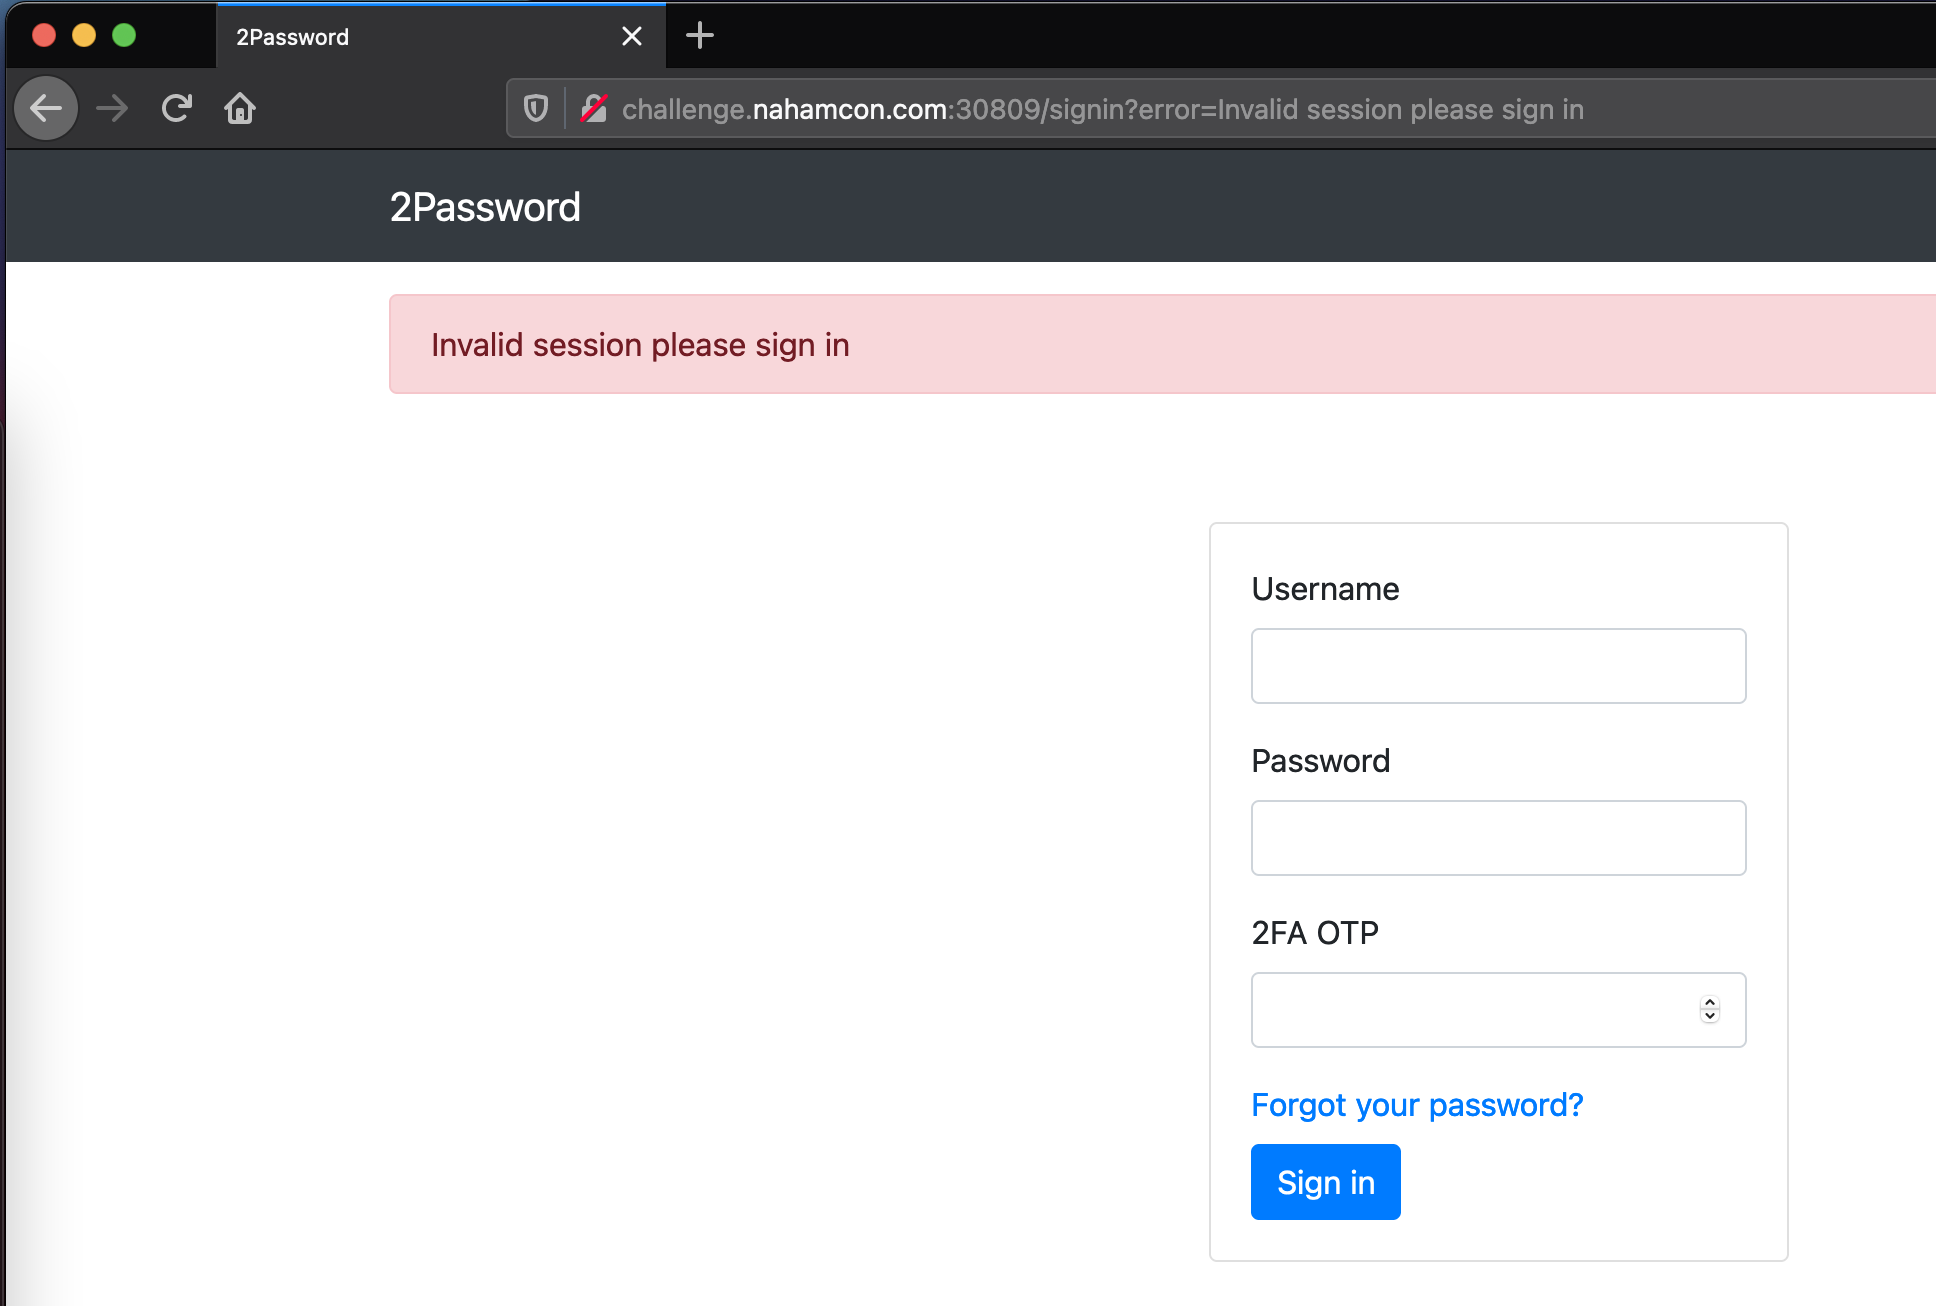 2Password
challenge.nahamcon.com:30809/signin?error=Invalid session please sign in
2Password
Invalid session please sign in
Username
Password
2FA OTP
Forgot your password?
Sign in